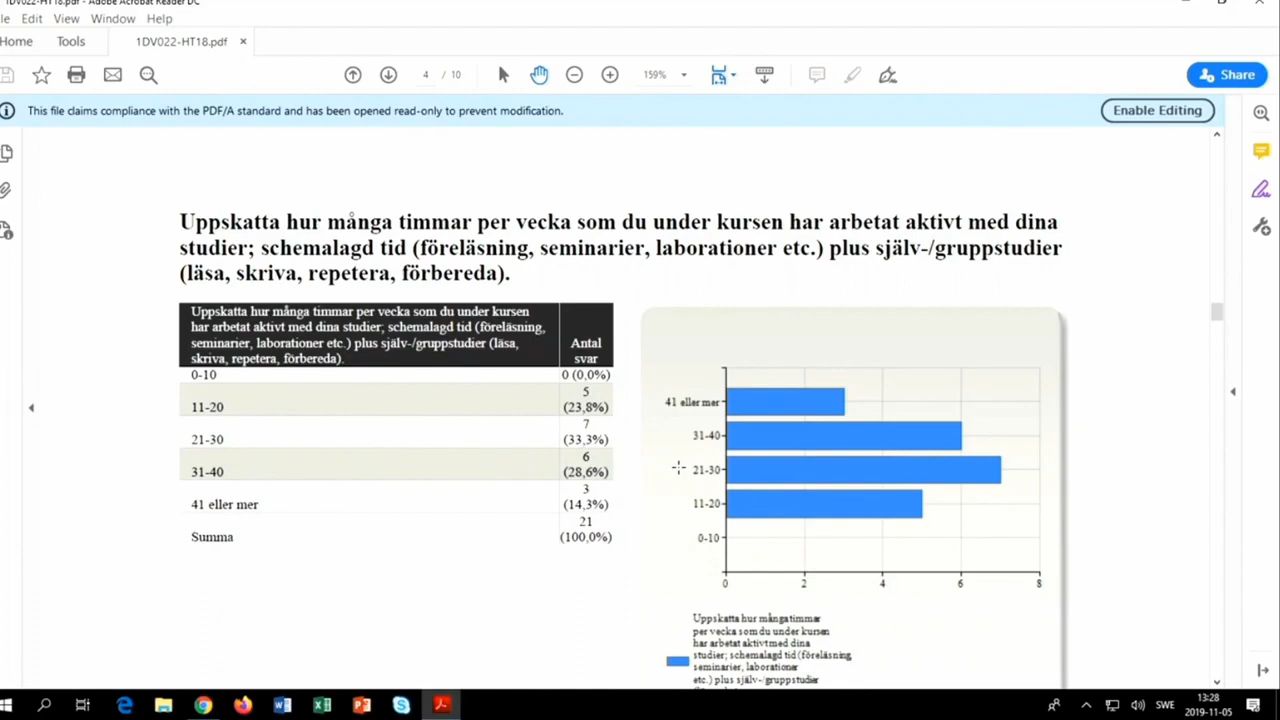 1DV022-HT18.pdf - Adobe Acrobat Reader DC
Edit View Window Help
Home Tools 1DV022-HT18.pdf ×
4 / 10 159% Share
This file claims compliance with the PDF/A standard and has been opened read-only to prevent modification. Enable Editing
Uppskatta hur många timmar per vecka som du under kursen har arbetat aktivt med dina
studier; schemalagd tid (föreläsning, seminarier, laborationer etc.) plus själv-/gruppstudier
(läsa, skriva, repetera, förbereda).
Uppskatta hur många timmar per vecka som du under kursen
har arbetat aktivt med dina studier; schemalagd tid (föreläsning,
seminarier, laborationer etc.) plus själv-/gruppstudier (läsa,
skriva, repetera, förbereda).
Antal
svar
0-10 0 (0,0%)
11-20 5
(23,8%)
21-30 7
(33,3%)
31-40 6
(28,6%)
41 eller mer 3
(14,3%)
Summa 21
(100,0%)
41 eller mer
31-40
21-30
11-20
0-10
0 2 4 6 8
Uppskatta hur många timmar
per vecka som du under kursen
har arbetat aktivt med dina
studier; schemalagd tid (föreläsning,
seminarier, laborationer
etc.) plus själv-/gruppstudier
SWE
13:28
2019-11-05